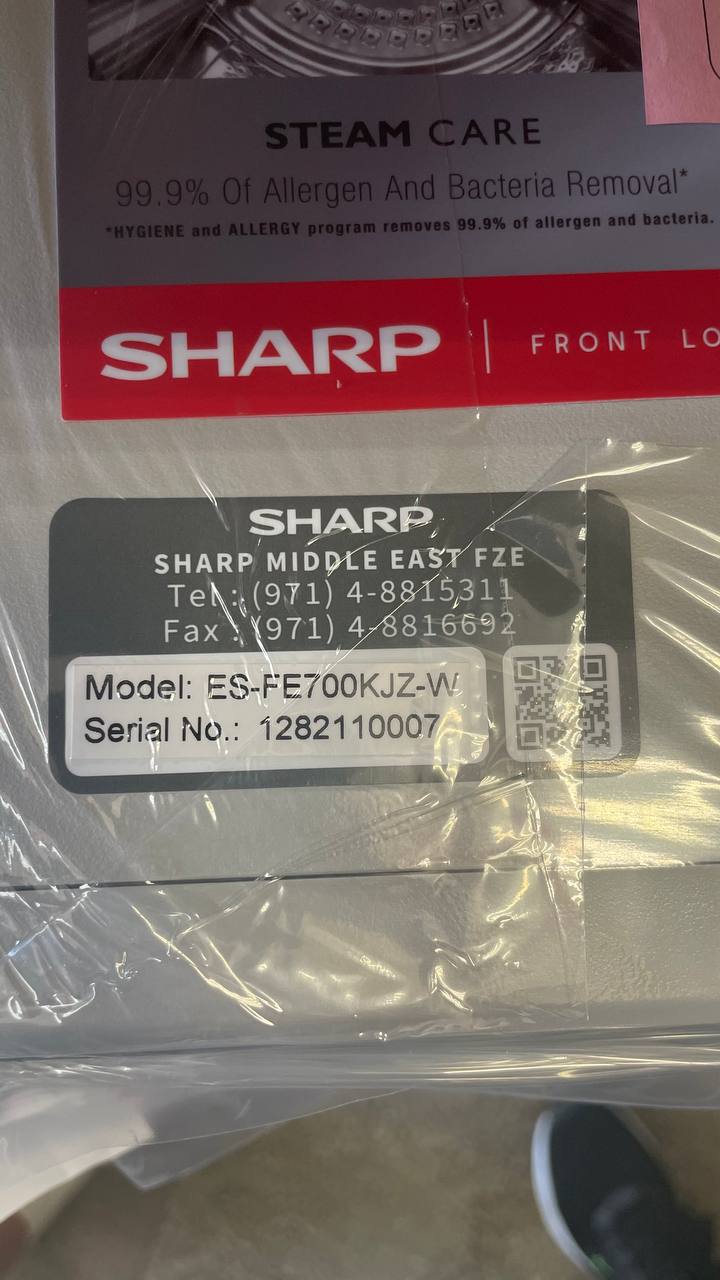 STEAM CARE
99.9% Of Allergen And Bacteria Removal*
*HYGIENE and ALLERGY program removes 99.9% of allergen and bacteria.
SHARP | FRONT LO
SHARP
SHARP MIDDLE EAST FZE
Tel : (971) 4-8815311
Fax : (971) 4-8816692
Model: ES-FE700KJZ-W
Serial No.: 1282110007